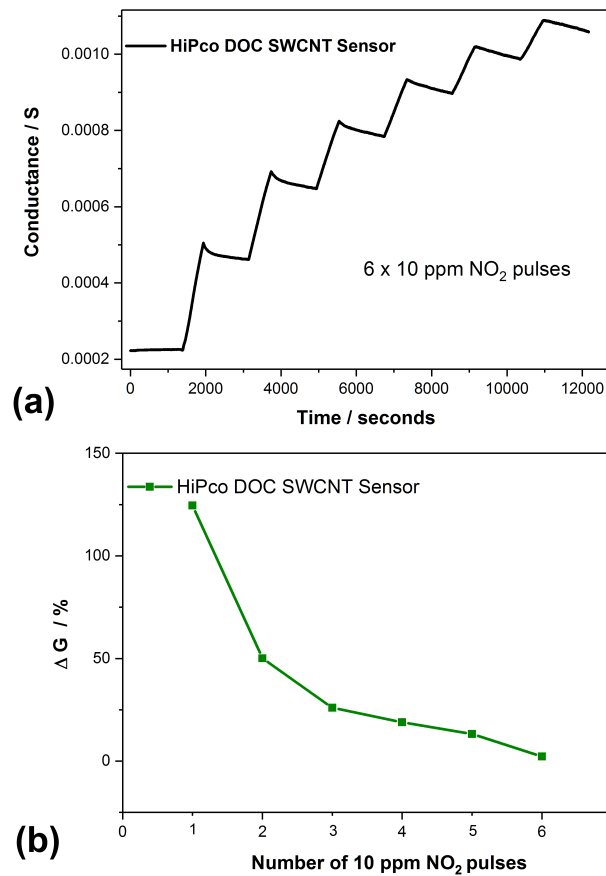 HiPco DOC SWCNT Sensor
0.0010
0.0008
0.0006
0.0004
0.0002
Conductance / S
6 x 10 ppm NO2 pulses
0 2000 4000 6000 8000 10000 12000
Time / seconds
(a)
150
100
50
0
Δ G / %
HiPco DOC SWCNT Sensor
0 1 2 3 4 5 6
Number of 10 ppm NO2 pulses
(b)